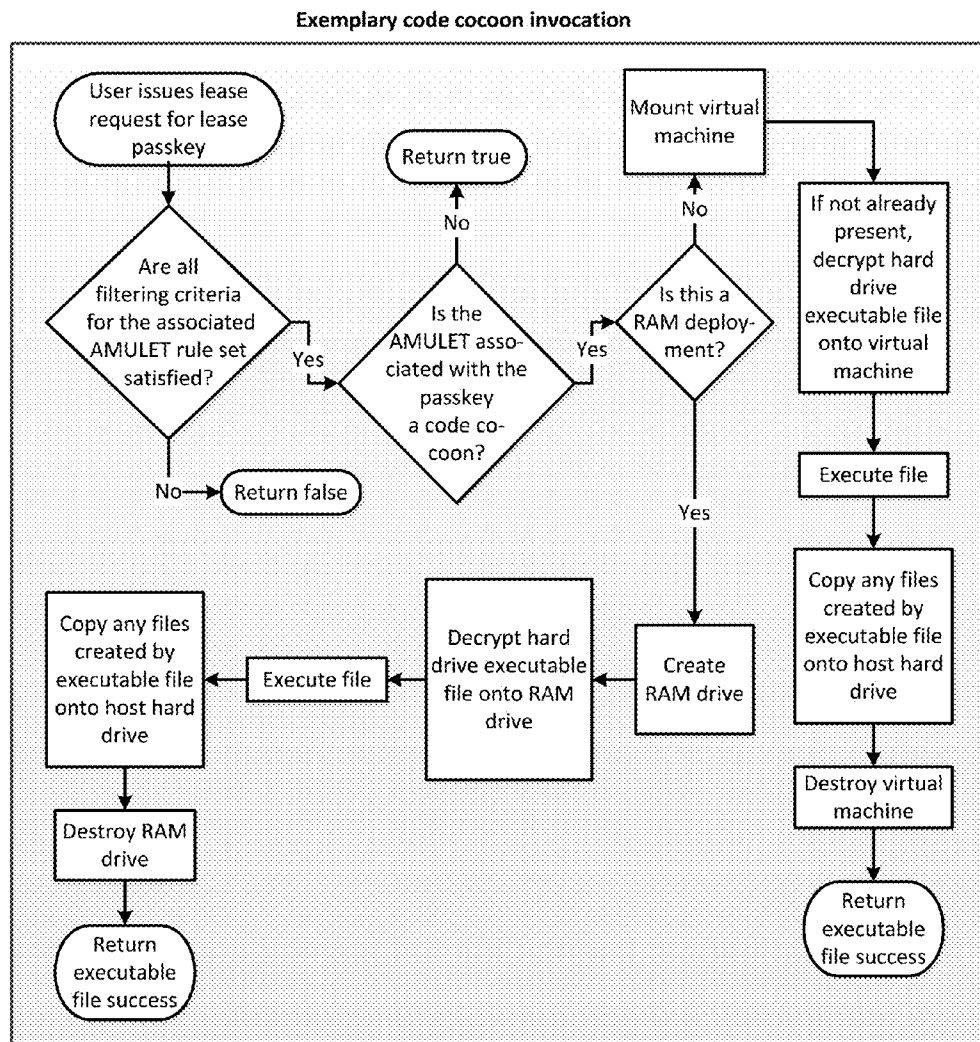 Exemplary code cocoon invocation
User issues lease
request for lease
passkey
Are all
filtering criteria
for the associated
AMULET rule set
satisfied?
Yes
No
Return false
Return true
No
Is the
AMULET asso-
ciated with the
passkey
a code co-
coon?
Yes
Mount virtual
machine
No
Is this a
RAM deploy-
ment?
Yes
If not already
present,
decrypt hard
drive
executable file
onto virtual
machine
Execute file
Copy any files
created by
executable file
onto host hard
drive
Destroy virtual
machine
Return
executable
file success
Create
RAM drive
Decrypt hard
drive executable
file onto RAM
drive
Execute file
Copy any files
created by
executable file
onto host hard
drive
Destroy RAM
drive
Return
executable
file success